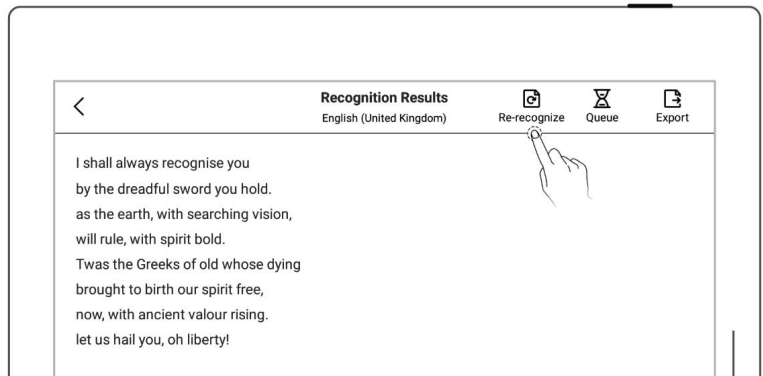 Recognition Results
English (United Kingdom)
Re-recognize
Queue
Export
I shall always recognise you
by the dreadful sword you hold.
as the earth, with searching vision,
will rule, with spirit bold.
Twas the Greeks of old whose dying
brought to birth our spirit free,
now, with ancient valour rising.
let us hail you, oh liberty!